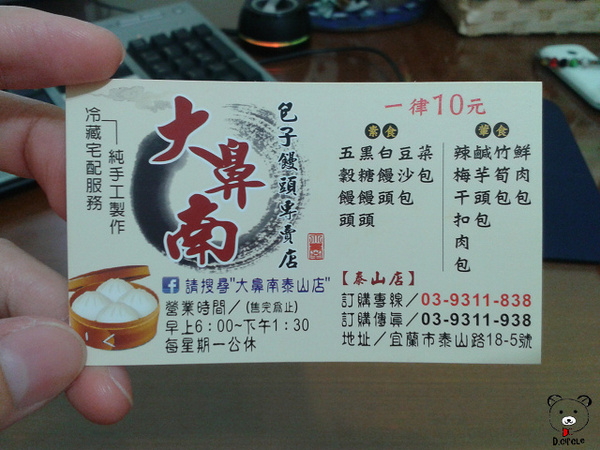 冷藏宅配服務
純手工製作
大鼻南
包子饅頭專賣店
一律10元
素食
五穀饅頭
黑糖饅頭
白饅頭
豆沙包
菜包
葷食
辣梅干扣肉包
鹹芋頭包
竹筍包
鮮肉包
f 請搜尋"大鼻南泰山店"
營業時間／(售完為止)
早上6：00~下午1：30
每星期一公休
【泰山店】
訂購專線／03-9311-838
訂購傳真／03-9311-938
地址／宜蘭市泰山路18-5號
D.CIRCLE